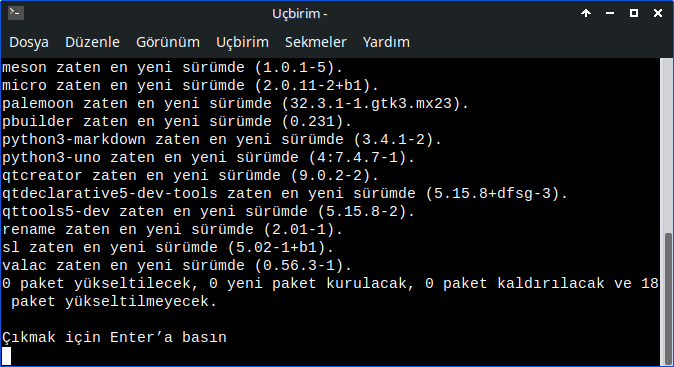 Uçbirim -
Dosya Düzenle Görünüm Uçbirim Sekmeler Yardım
meson zaten en yeni sürümde (1.0.1-5).
micro zaten en yeni sürümde (2.0.11-2+b1).
palemoon zaten en yeni sürümde (32.3.1-1.gtk3.mx23).
pbuilder zaten en yeni sürümde (0.231).
python3-markdown zaten en yeni sürümde (3.4.1-2).
python3-uno zaten en yeni sürümde (4:7.4.7-1).
qtcreator zaten en yeni sürümde (9.0.2-2).
qtdeclarative5-dev-tools zaten en yeni sürümde (5.15.8+dfsg-3).
qttools5-dev zaten en yeni sürümde (5.15.8-2).
rename zaten en yeni sürümde (2.01-1).
sl zaten en yeni sürümde (5.02-1+b1).
valac zaten en yeni sürümde (0.56.3-1).
0 paket yükseltilecek, 0 yeni paket kurulacak, 0 paket kaldırılacak ve 18
paket yükseltilmeyecek.
Çıkmak için Enter’a basın